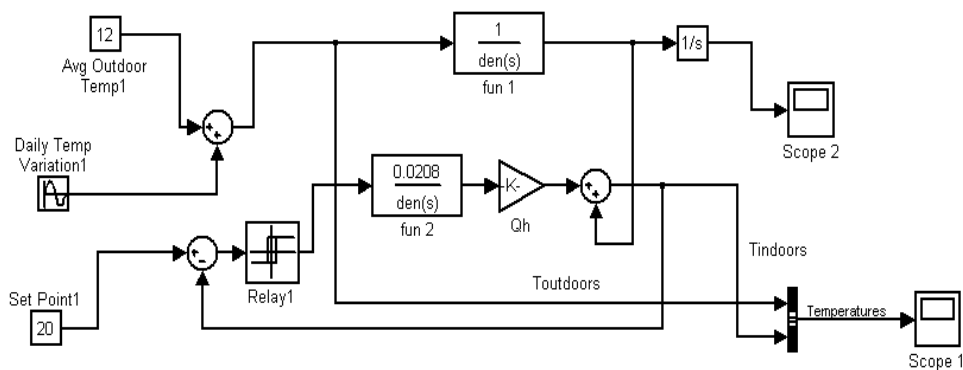 12
Avg Outdoor
Temp1
1
den(s)
fun 1
1/s
Scope 2
Daily Temp
Variation1
0.0208
den(s)
fun 2
-K-
Qh
Tindoors
Toutdoors
Relay1
Set Point1
20
Temperatures
Scope 1